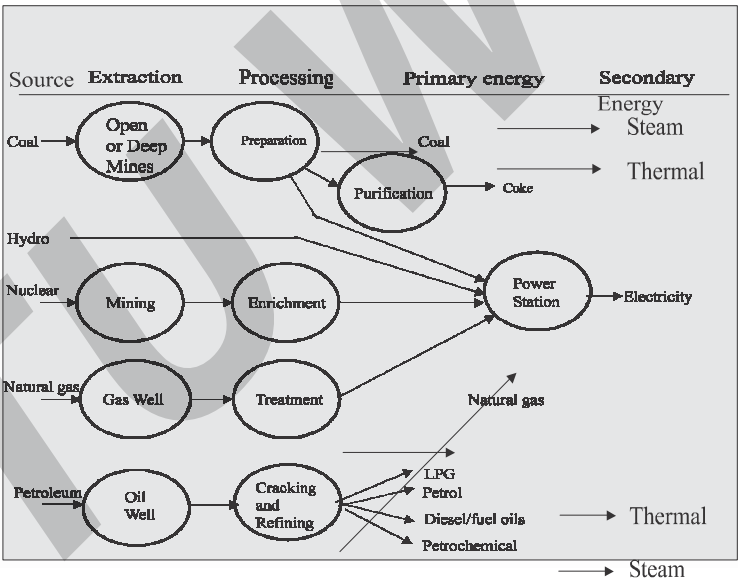 Source Extraction Processing Primary energy Secondary
Energy
Coal
Open
or Deep
Mines
Preparation
Coal
Steam
Purification
Coke
Thermal
Hydro
Nuclear
Mining
Enrichment
Power
Station
Electricity
Natural gas
Gas Well
Treatment
Natural gas
Petroleum
Oil
Well
Cracking
and
Refining
LPG
Petrol
Diesel/fuel oils
Petrochemical
Thermal
Steam